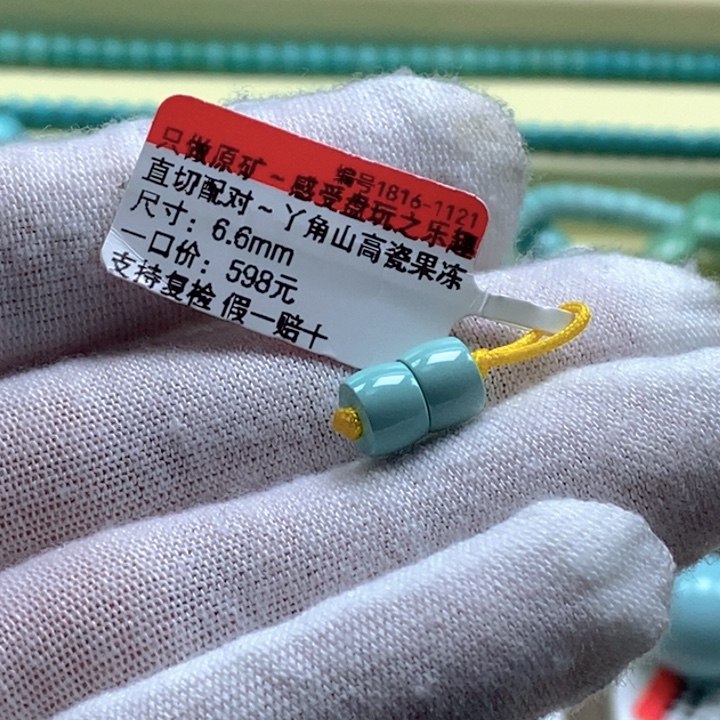 编号1816-1121
只做原矿~感受盘玩之乐趣
直切配对~丫角山高瓷果冻
尺寸：6.6mm
一口价：598元
支持复检 假一赔十